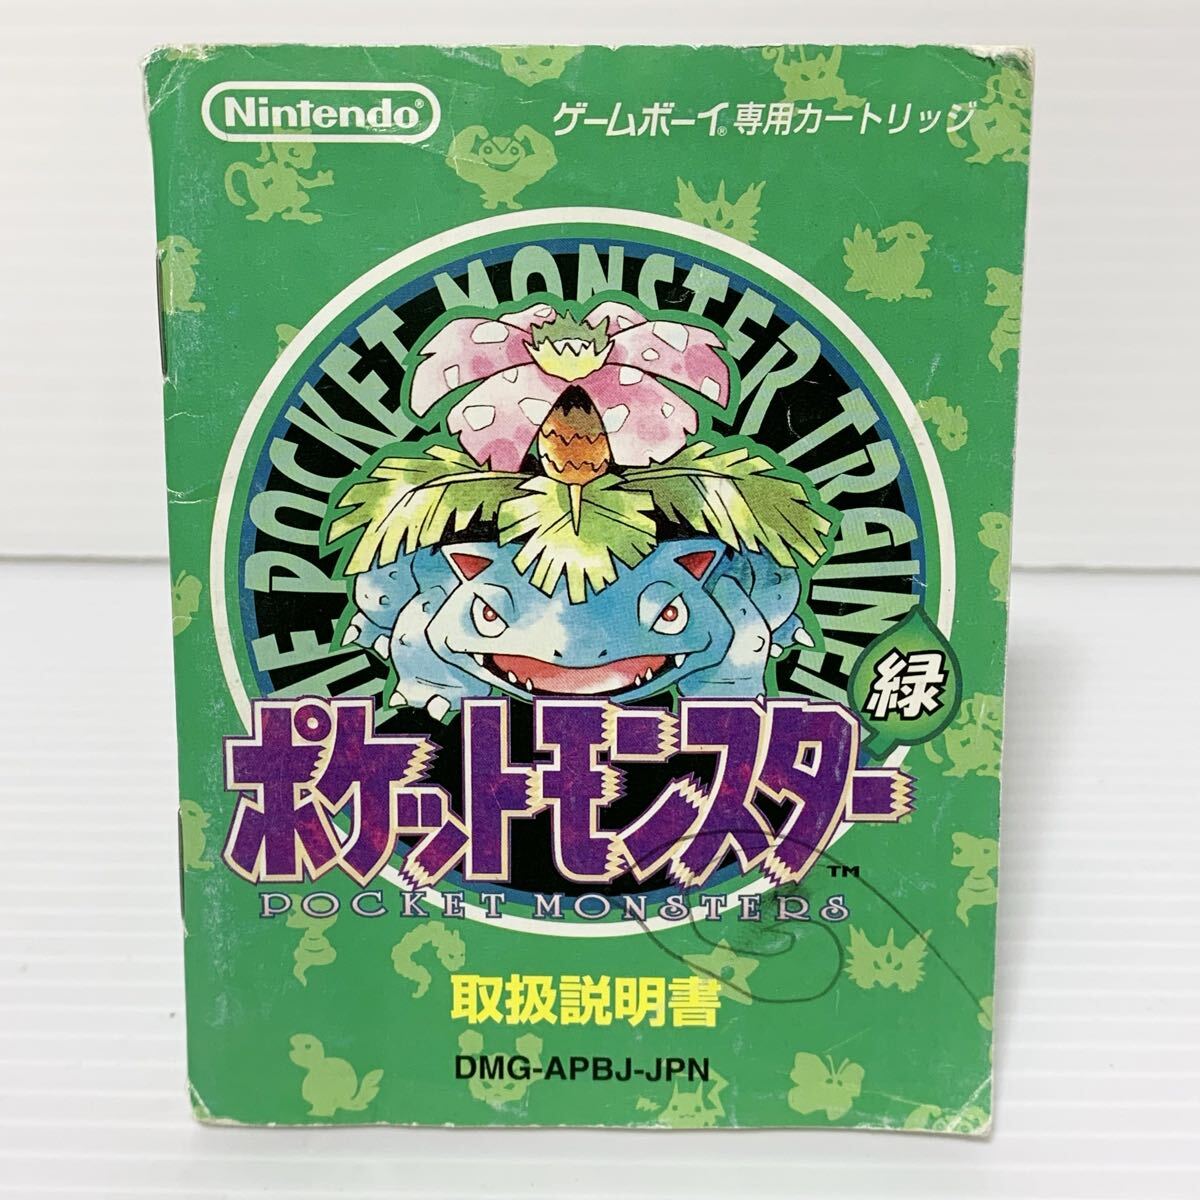 Nintendo®
ゲームボーイ®専用カートリッジ
THE POCKET MONSTER TRAINER
緑
ポケットモンスター
TM
POCKET MONSTERS
取扱説明書
DMG-APBJ-JPN